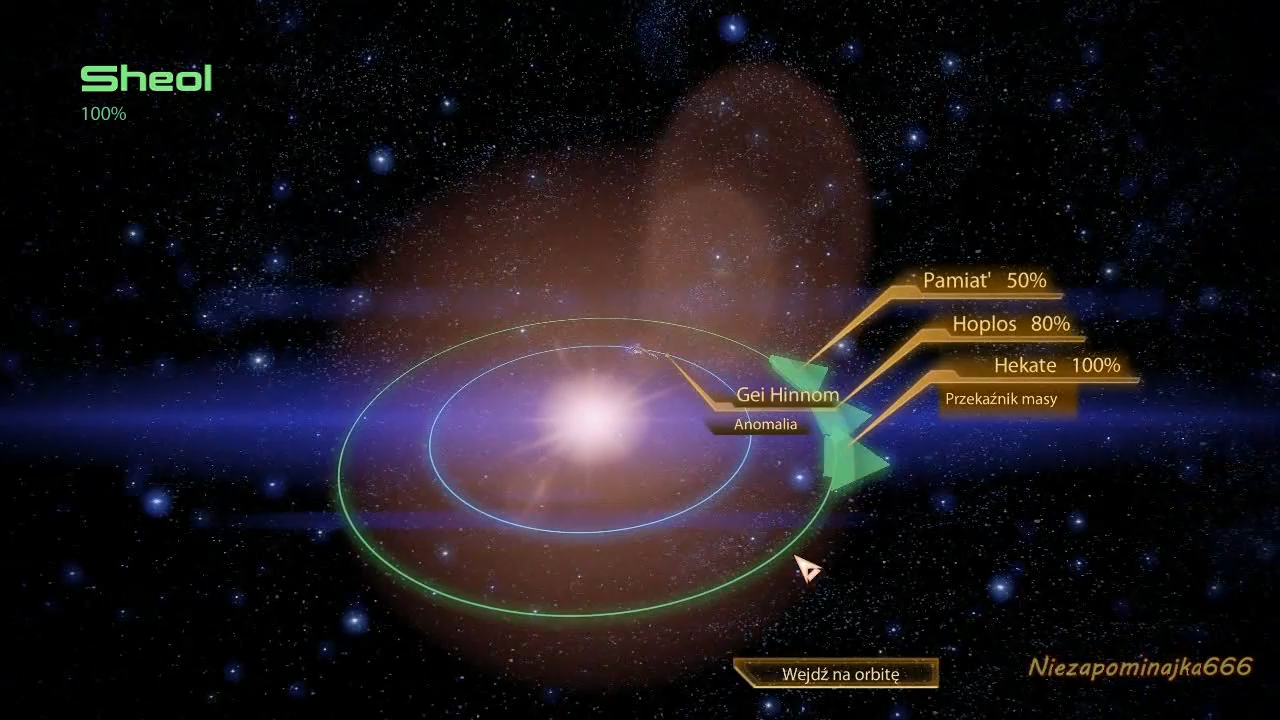 Sheol
100%
Pamiat' 50%
Hoplos 80%
Hekate 100%
Przekaźnik masy
Gei Hinnom
Anomalia
Wejdź na orbitę
Niezapominajka666